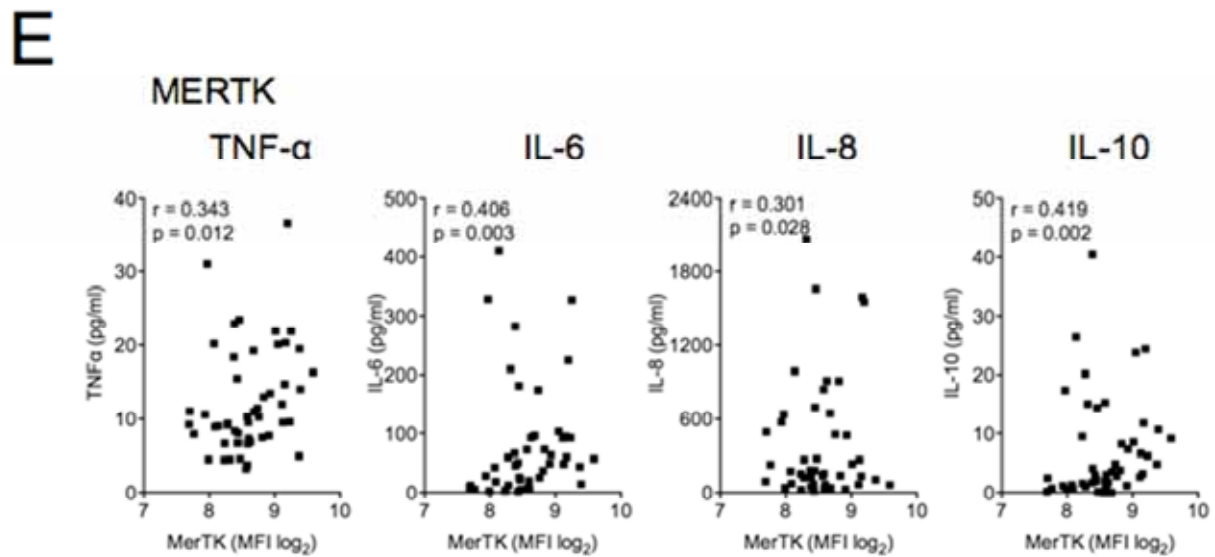 E
MERTK
TNF-α
IL-6
IL-8
IL-10
r = 0.343
p = 0.012
40
30
20
10
0
TNFα (pg/ml)
7 8 9 10
MerTK (MFI log₂)
r = 0.406
p = 0.003
500
400
300
200
100
0
IL-6 (pg/ml)
7 8 9 10
MerTK (MFI log₂)
r = 0.301
p = 0.028
2400
1800
1200
600
0
IL-8 (pg/ml)
7 8 9 10
MerTK (MFI log₂)
r = 0.419
p = 0.002
50
40
30
20
10
0
IL-10 (pg/ml)
7 8 9 10
MerTK (MFI log₂)